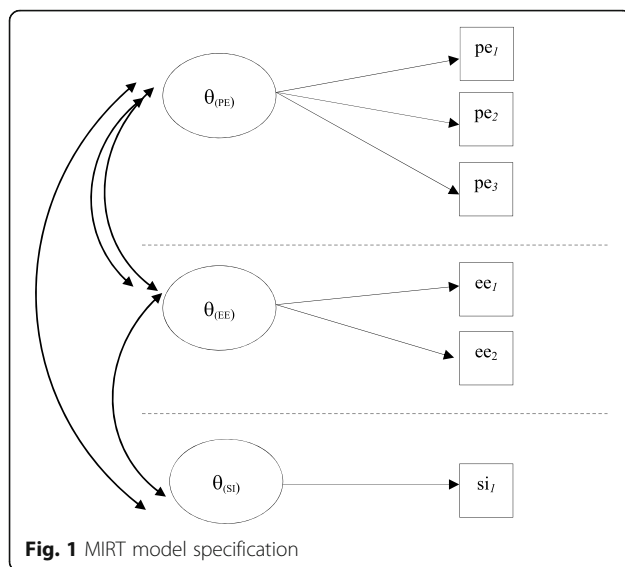 θ(PE)
pe1
pe2
pe3
θ(EE)
ee1
ee2
θ(SI)
si1
Fig. 1 MIRT model specification